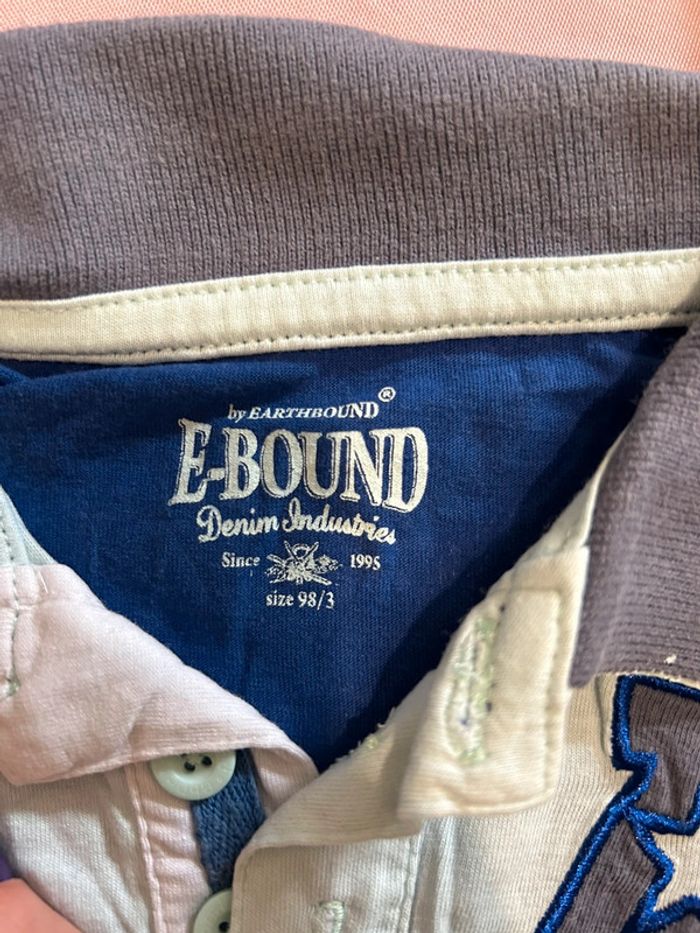 by EARTHBOUND ®
E-BOUND
Denim Industries
Since 1995
size 98/3